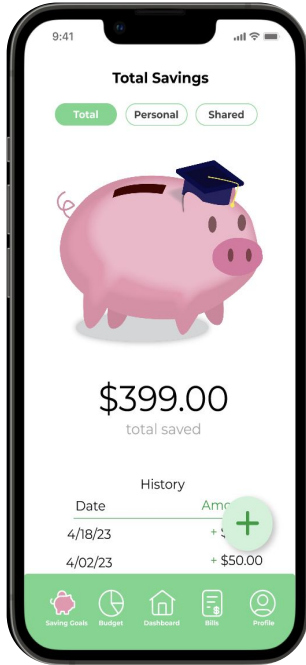 9:41
Total Savings
Total Personal Shared
$399.00
total saved
History
Date
4/18/23 +
4/02/23 + $50.00
Saving Goals Budget Dashboard Bills Profile